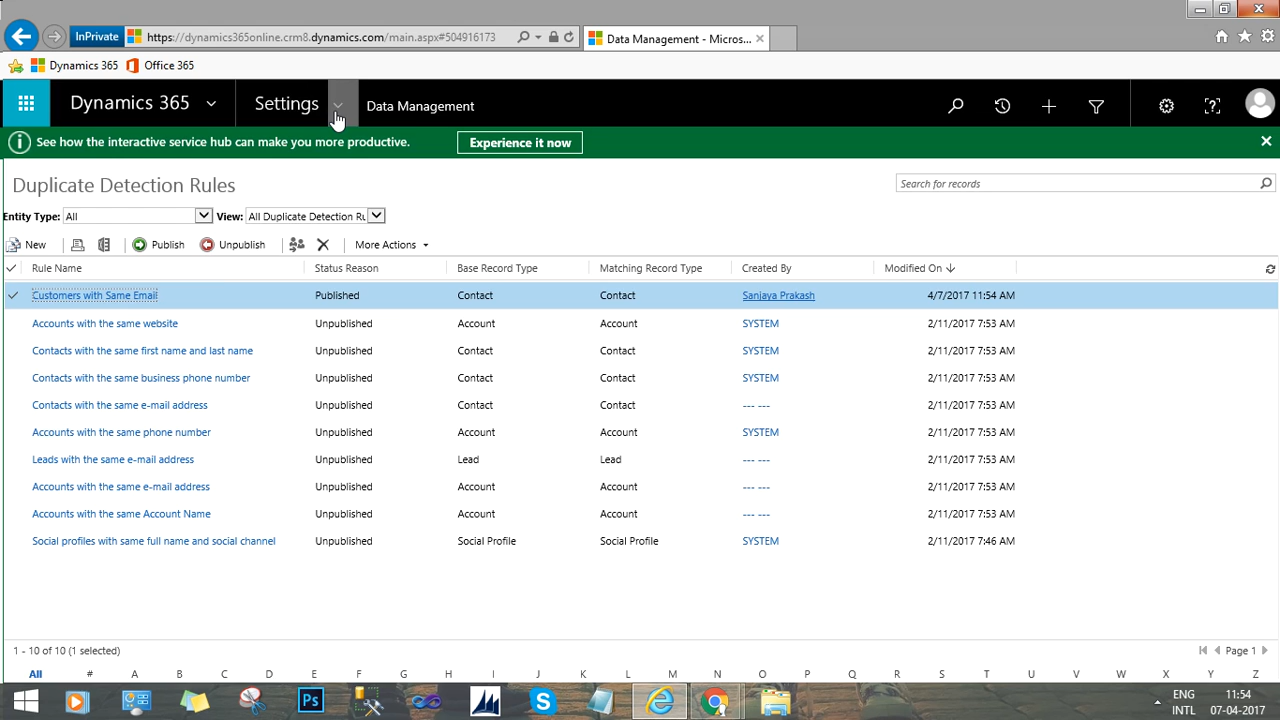 InPrivate https://dynamics365online.crm8.dynamics.com/main.aspx#504916173 Data Management - Micros...
Dynamics 365 Office 365
Dynamics 365 Settings Data Management
See how the interactive service hub can make you more productive. Experience it now
Duplicate Detection Rules Search for records
Entity Type: All View: All Duplicate Detection Ru
New Publish Unpublish More Actions
Rule Name Status Reason Base Record Type Matching Record Type Created By Modified On
Customers with Same Email Published Contact Contact Sanjaya Prakash 4/7/2017 11:54 AM
Accounts with the same website Unpublished Account Account SYSTEM 2/11/2017 7:53 AM
Contacts with the same first name and last name Unpublished Contact Contact SYSTEM 2/11/2017 7:53 AM
Contacts with the same business phone number Unpublished Contact Contact SYSTEM 2/11/2017 7:53 AM
Contacts with the same e-mail address Unpublished Contact Contact --- --- 2/11/2017 7:53 AM
Accounts with the same phone number Unpublished Account Account SYSTEM 2/11/2017 7:53 AM
Leads with the same e-mail address Unpublished Lead Lead --- --- 2/11/2017 7:53 AM
Accounts with the same e-mail address Unpublished Account Account --- --- 2/11/2017 7:53 AM
Accounts with the same Account Name Unpublished Account Account --- --- 2/11/2017 7:53 AM
Social profiles with same full name and social channel Unpublished Social Profile Social Profile SYSTEM 2/11/2017 7:46 AM
1 - 10 of 10 (1 selected) Page 1
All # A B C D E F G H I J K L M N O P Q R S T U V W X Y Z
Ps ENG 11:54
INTL 07-04-2017